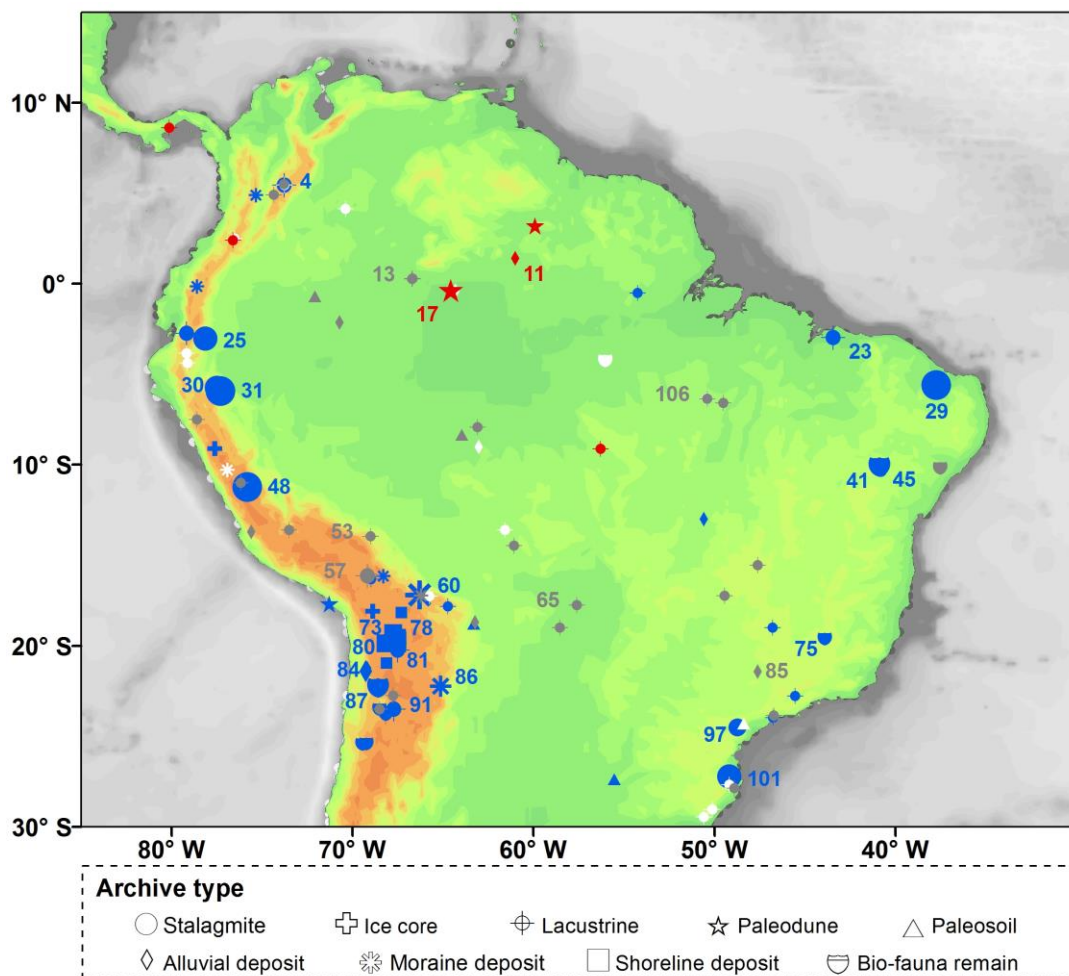 10° N
4
13
0°
11
17
25
23
30
31
29
106
10° S
48
41
45
53
57
60
65
73
78
20° S
80
81
75
84
86
85
87
91
97
101
30° S
80° W
70° W
60° W
50° W
40° W
Archive type
Stalagmite Ice core Lacustrine Paleodune Paleosoil
Alluvial deposit Moraine deposit Shoreline deposit Bio-fauna remain